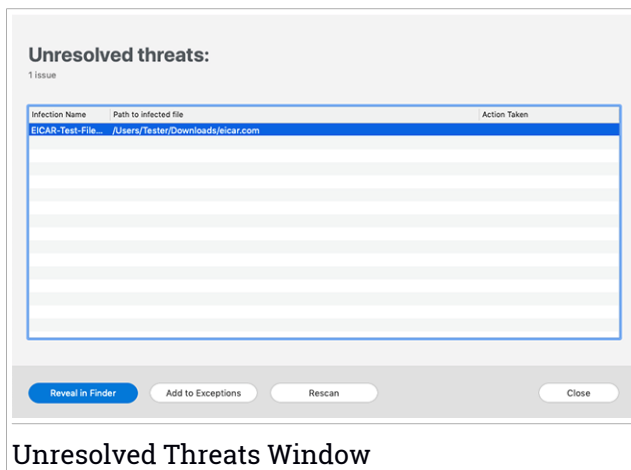 Unresolved threats:
1 issue
Infection Name Path to infected file Action Taken
EICAR-Test-File... /Users/Tester/Downloads/eicar.com
Reveal in Finder Add to Exceptions Rescan Close
Unresolved Threats Window